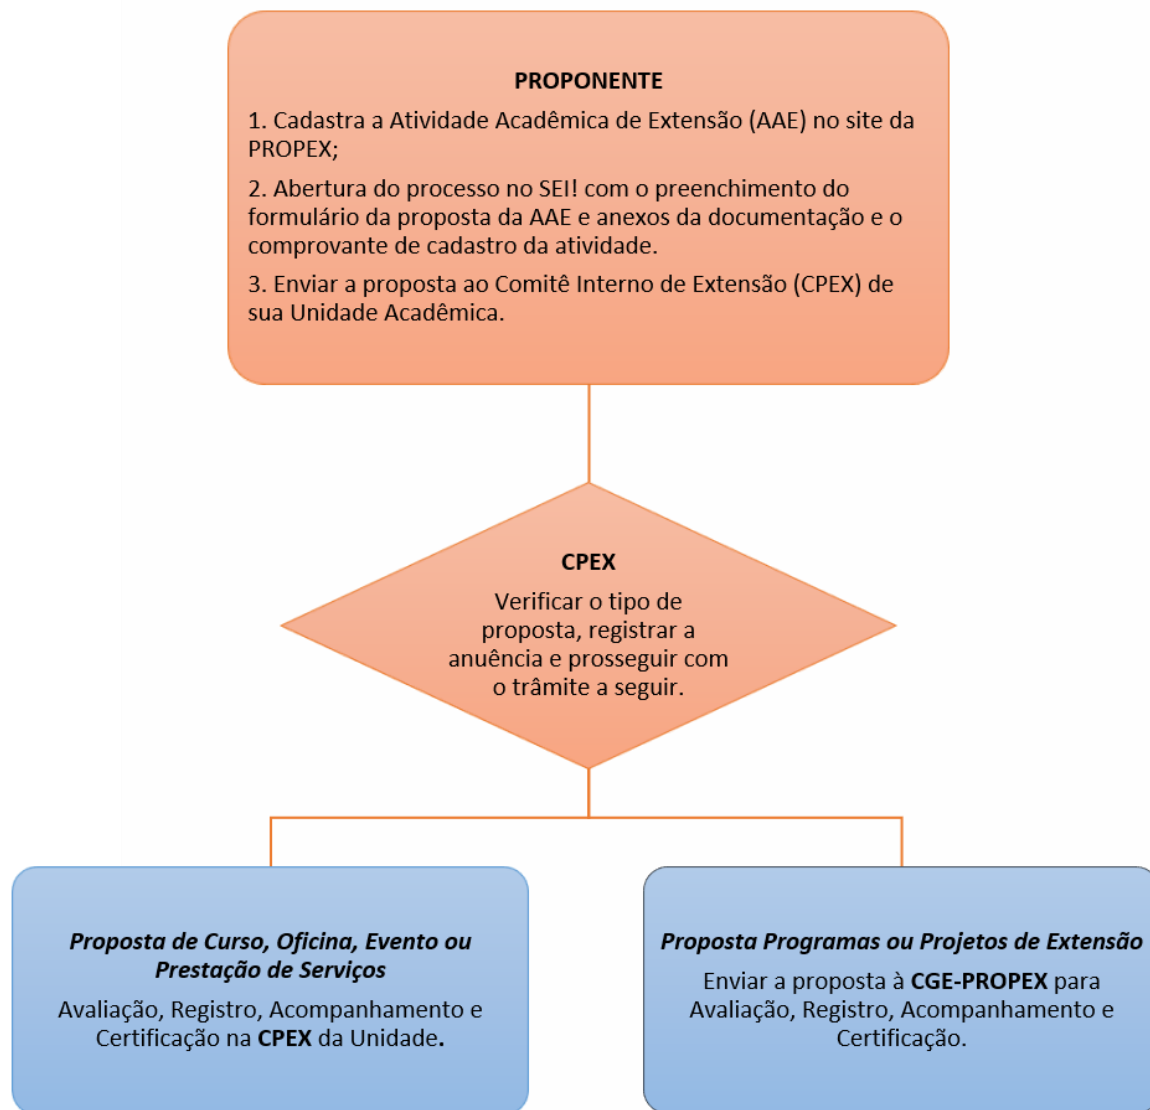 PROPONENTE
1. Cadastra a Atividade Acadêmica de Extensão (AAE) no site da
PROPEX;
2. Abertura do processo no SEI! com o preenchimento do
formulário da proposta da AAE e anexos da documentação e o
comprovante de cadastro da atividade.
3. Enviar a proposta ao Comitê Interno de Extensão (CPEX) de
sua Unidade Acadêmica.
CPEX
Verificar o tipo de
proposta, registrar a
anuência e prosseguir com
o trâmite a seguir.
Proposta de Curso, Oficina, Evento ou
Prestação de Serviços
Avaliação, Registro, Acompanhamento e
Certificação na CPEX da Unidade.
Proposta Programas ou Projetos de Extensão
Enviar a proposta à CGE-PROPEX para
Avaliação, Registro, Acompanhamento e
Certificação.